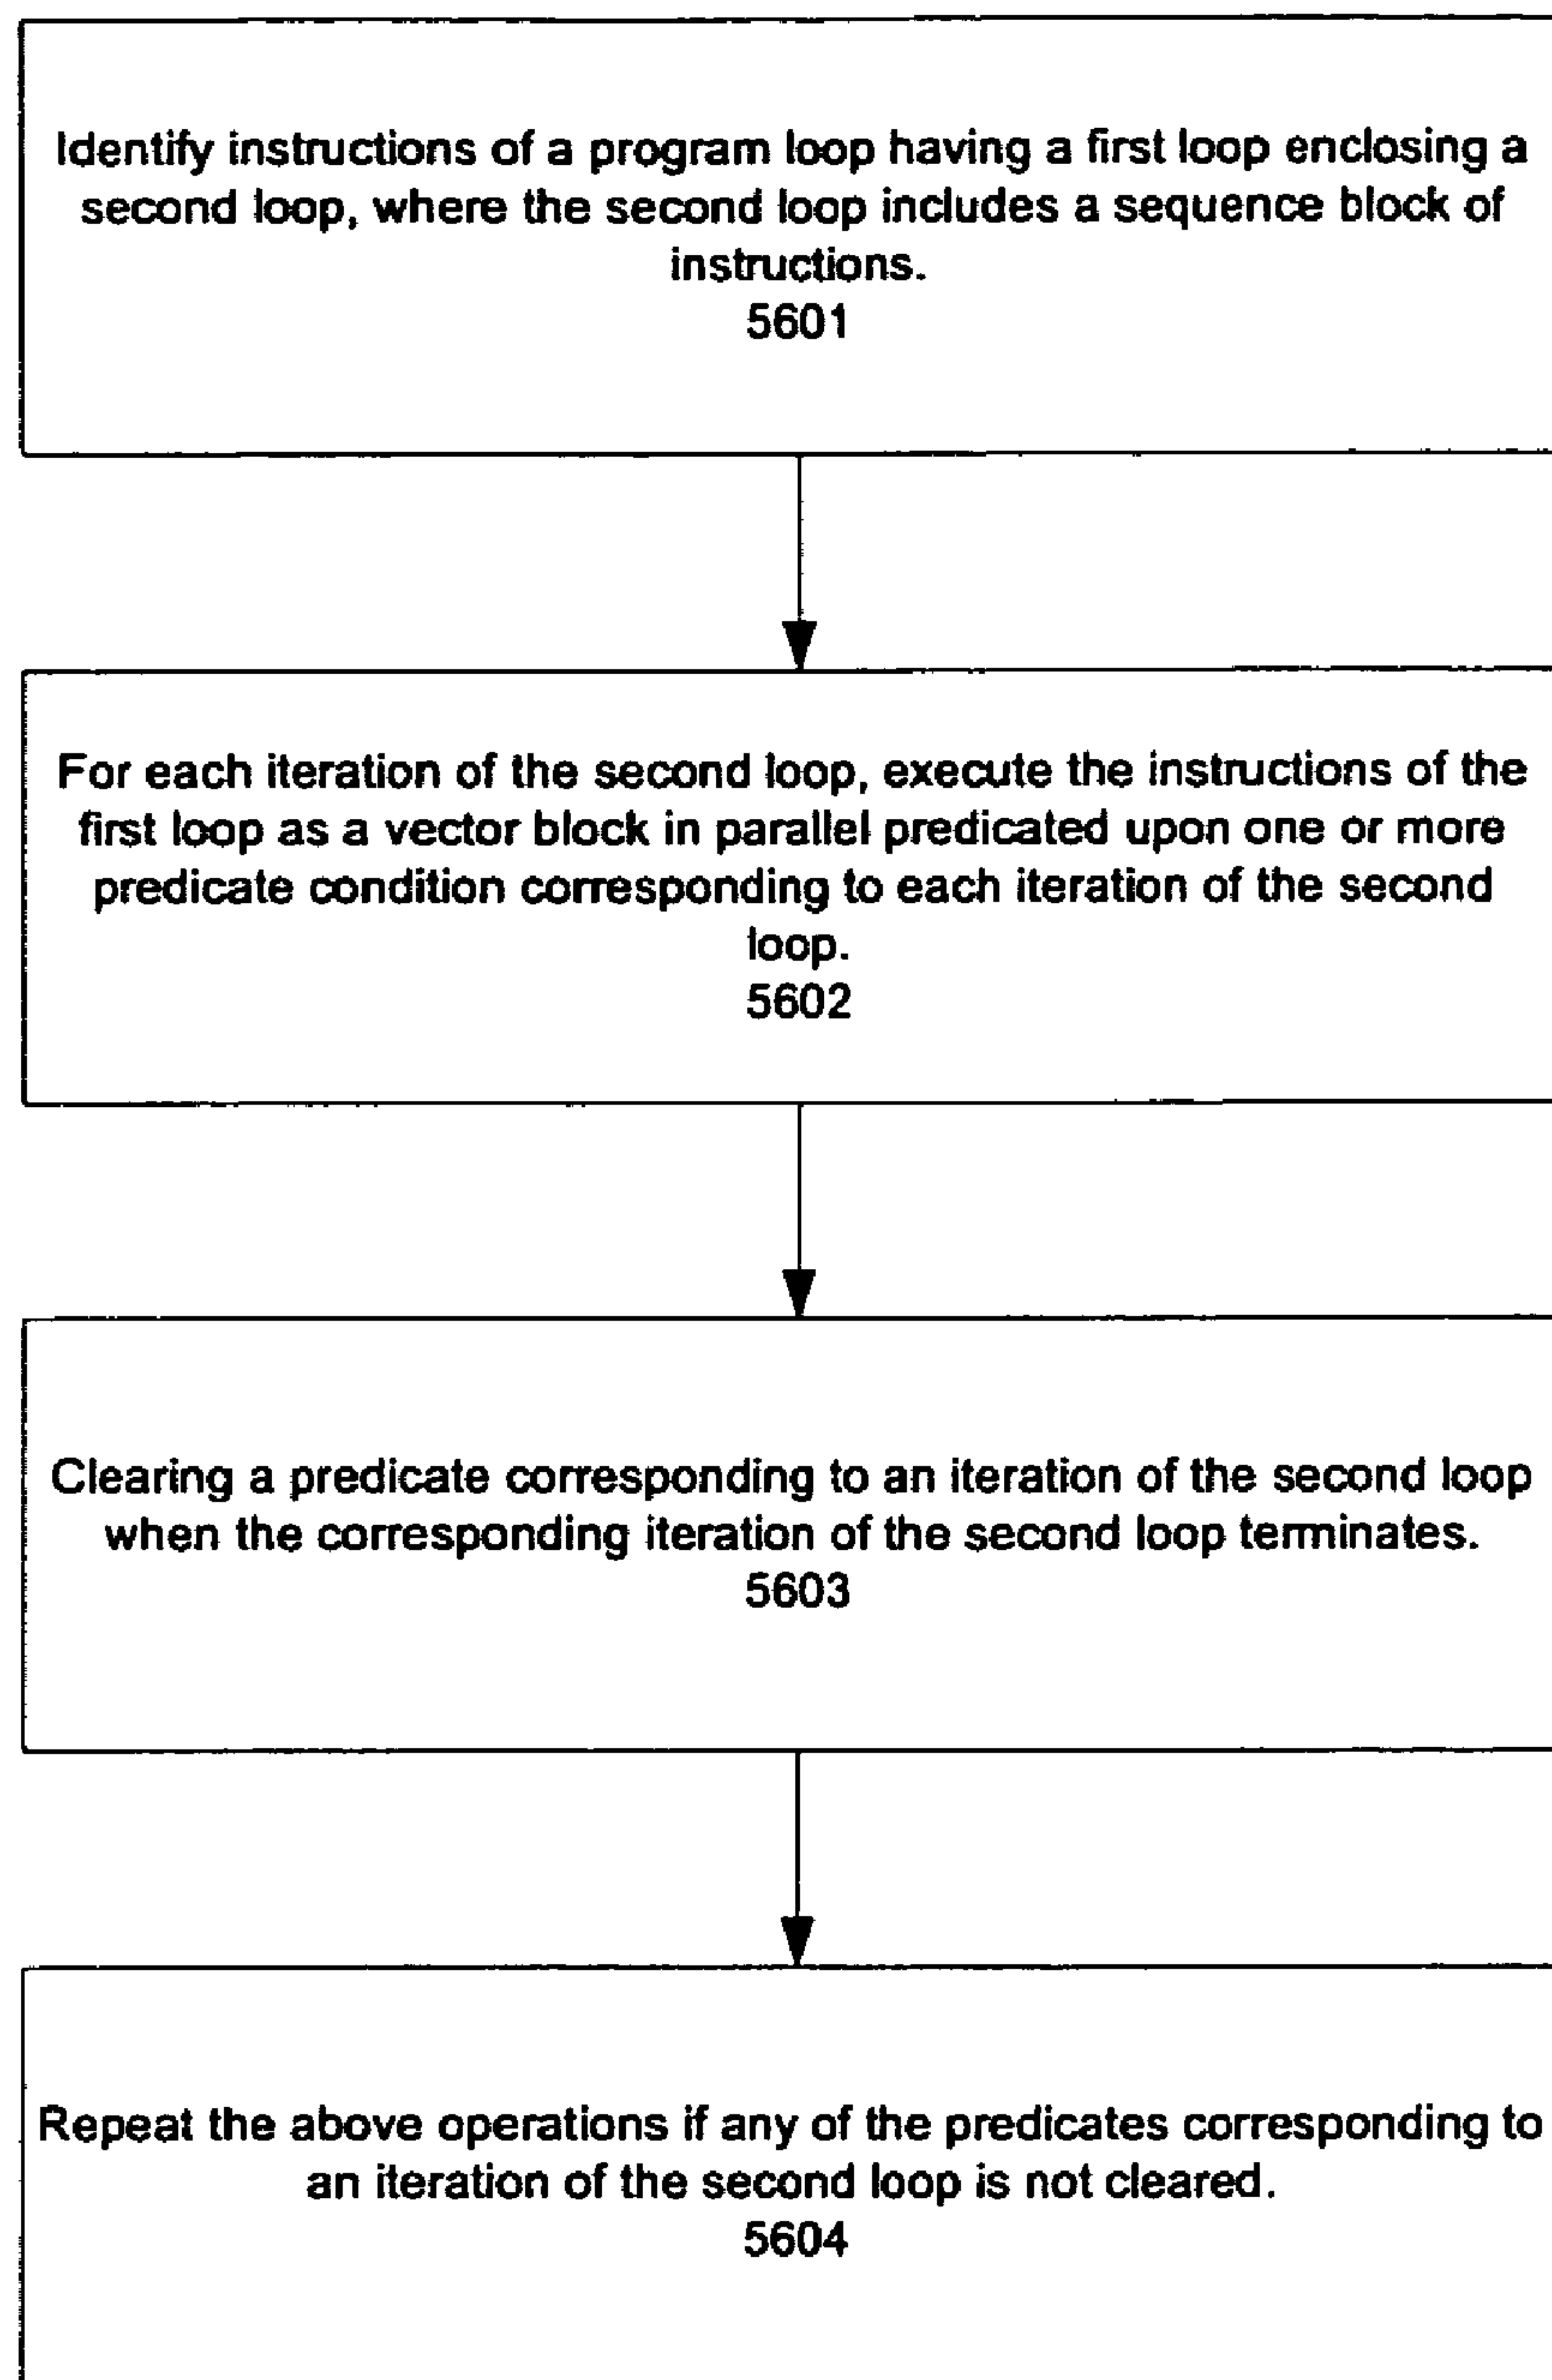 Identify instructions of a program loop having a first loop enclosing a
second loop, where the second loop includes a sequence block of
instructions.
5601
For each iteration of the second loop, execute the instructions of the
first loop as a vector block in parallel predicated upon one or more
predicate condition corresponding to each iteration of the second
loop.
5602
Clearing a predicate corresponding to an iteration of the second loop
when the corresponding iteration of the second loop terminates.
5603
Repeat the above operations if any of the predicates corresponding to
an iteration of the second loop is not cleared.
5604